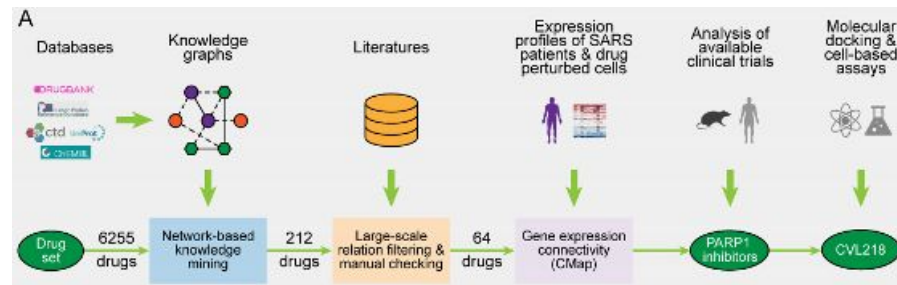 A
Databases
Knowledge
graphs
Literatures
Expression
profiles of SARS
patients & drug
perturbed cells
Analysis of
available
clinical trials
Molecular
docking &
cell-based
assays
DRUGBANK
ctd
UniProt
Drug
set
6255
drugs
Network-based
knowledge
mining
212
drugs
Large-scale
relation filtering &
manual checking
64
drugs
Gene expression
connectivity
(CMap)
PARP1
inhibitors
CVL218